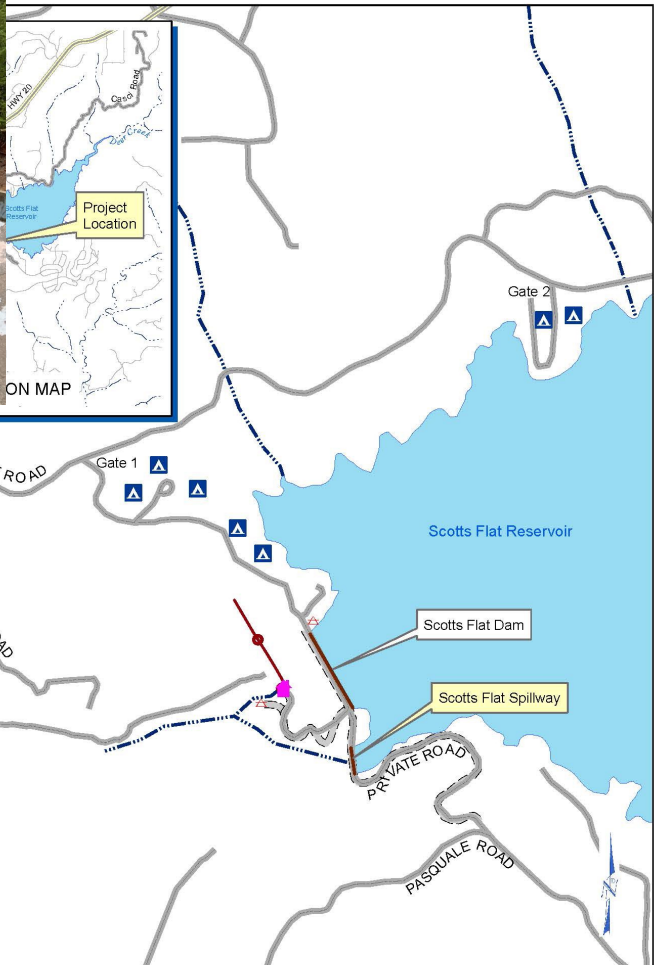 HWY 20
Casci Road
Deer Creek
Scotts Flat
Reservoir
Project
Location
ON MAP
Gate 2
Gate 1
ROAD
Scotts Flat Reservoir
Scotts Flat Dam
AD
Scotts Flat Spillway
PRIVATE ROAD
PASQUALE ROAD
N